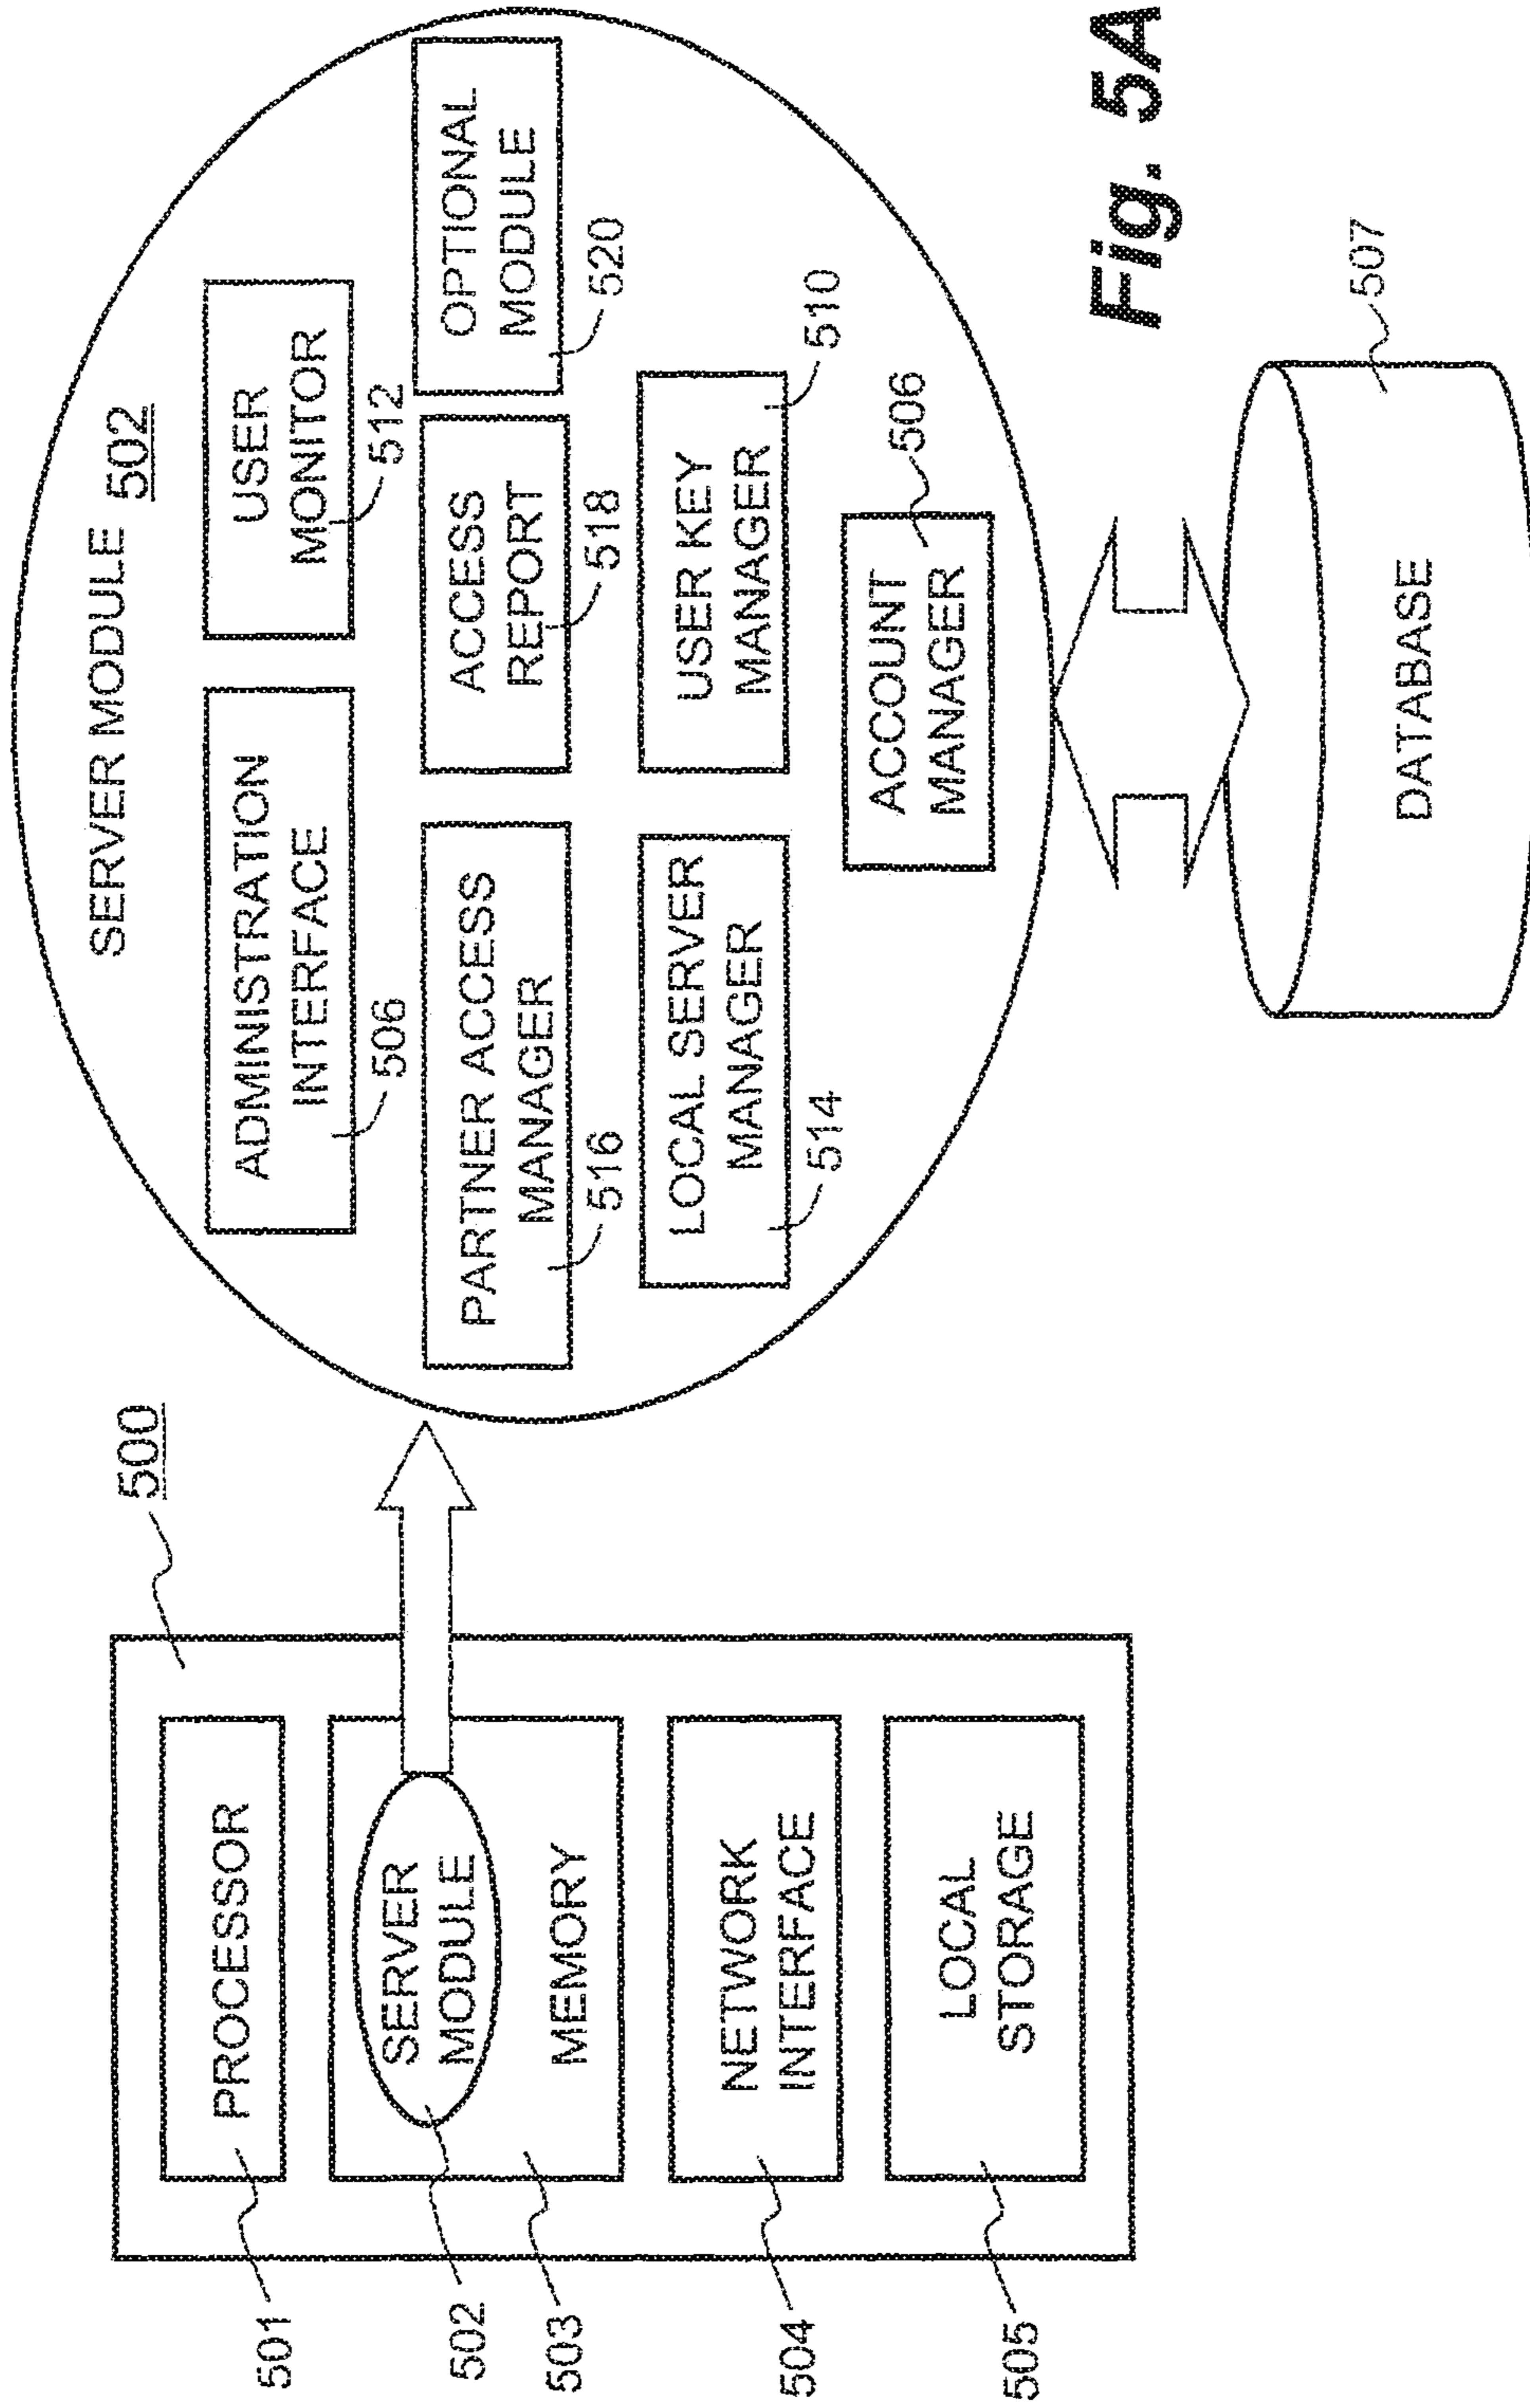 500
501
PROCESSOR
502
SERVER
MODULE
503
MEMORY
504
NETWORK
INTERFACE
505
LOCAL
STORAGE
SERVER MODULE 502
ADMINISTRATION
INTERFACE
506
USER
MONITOR
512
PARTNER ACCESS
MANAGER
516
ACCESS
REPORT
518
OPTIONAL
MODULE
520
LOCAL SERVER
MANAGER
514
USER KEY
MANAGER
510
ACCOUNT
MANAGER
506
DATABASE
507
Fig. 5A